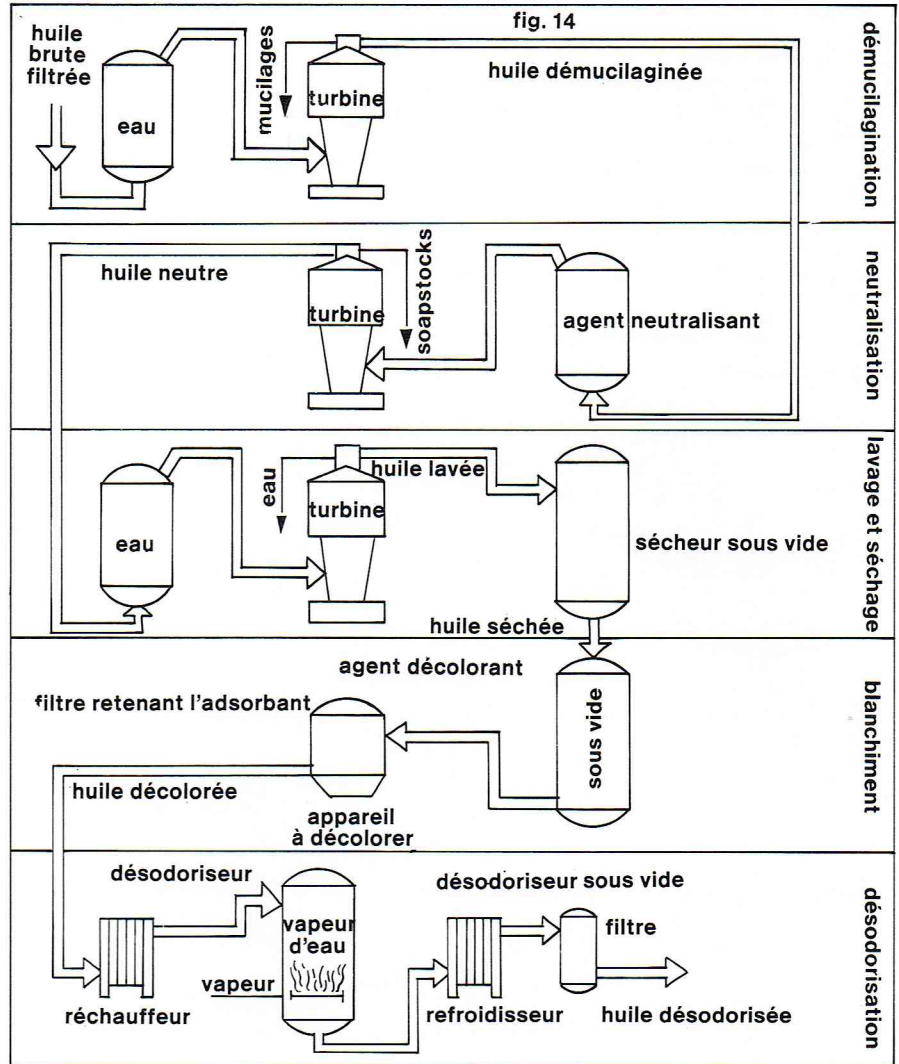 fig. 14
huile
brute
filtrée
eau
mucilages
turbine
huile démucilaginée
démucilagination
huile neutre
turbine
soapstocks
agent neutralisant
neutralisation
eau
eau
turbine
huile lavée
sécheur sous vide
huile séchée
lavage et séchage
agent décolorant
filtre retenant l'adsorbant
sous vide
huile décolorée
appareil
à décolorer
blanchiment
désodoriseur
désodoriseur sous vide
vapeur
d'eau
filtre
vapeur
réchauffeur
refroidisseur
huile désodorisée
désodorisation